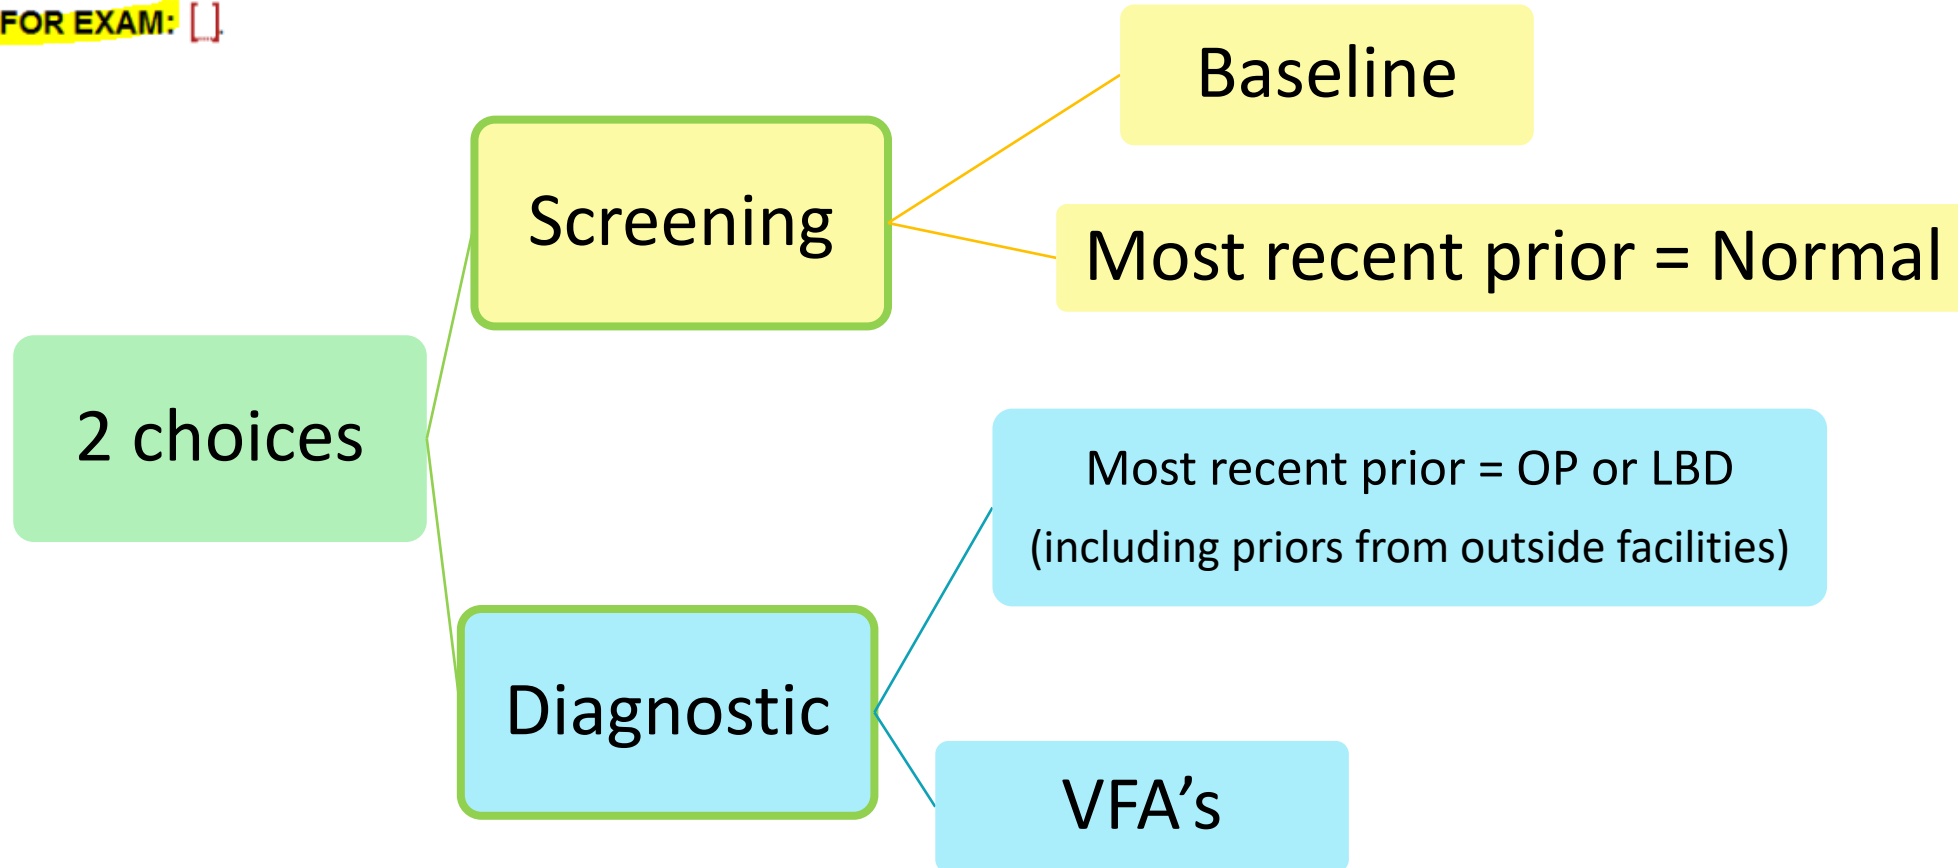 FOR EXAM: [ ].
Baseline
Screening
Most recent prior = Normal
2 choices
Most recent prior = OP or LBD
(including priors from outside facilities)
Diagnostic
VFA’s